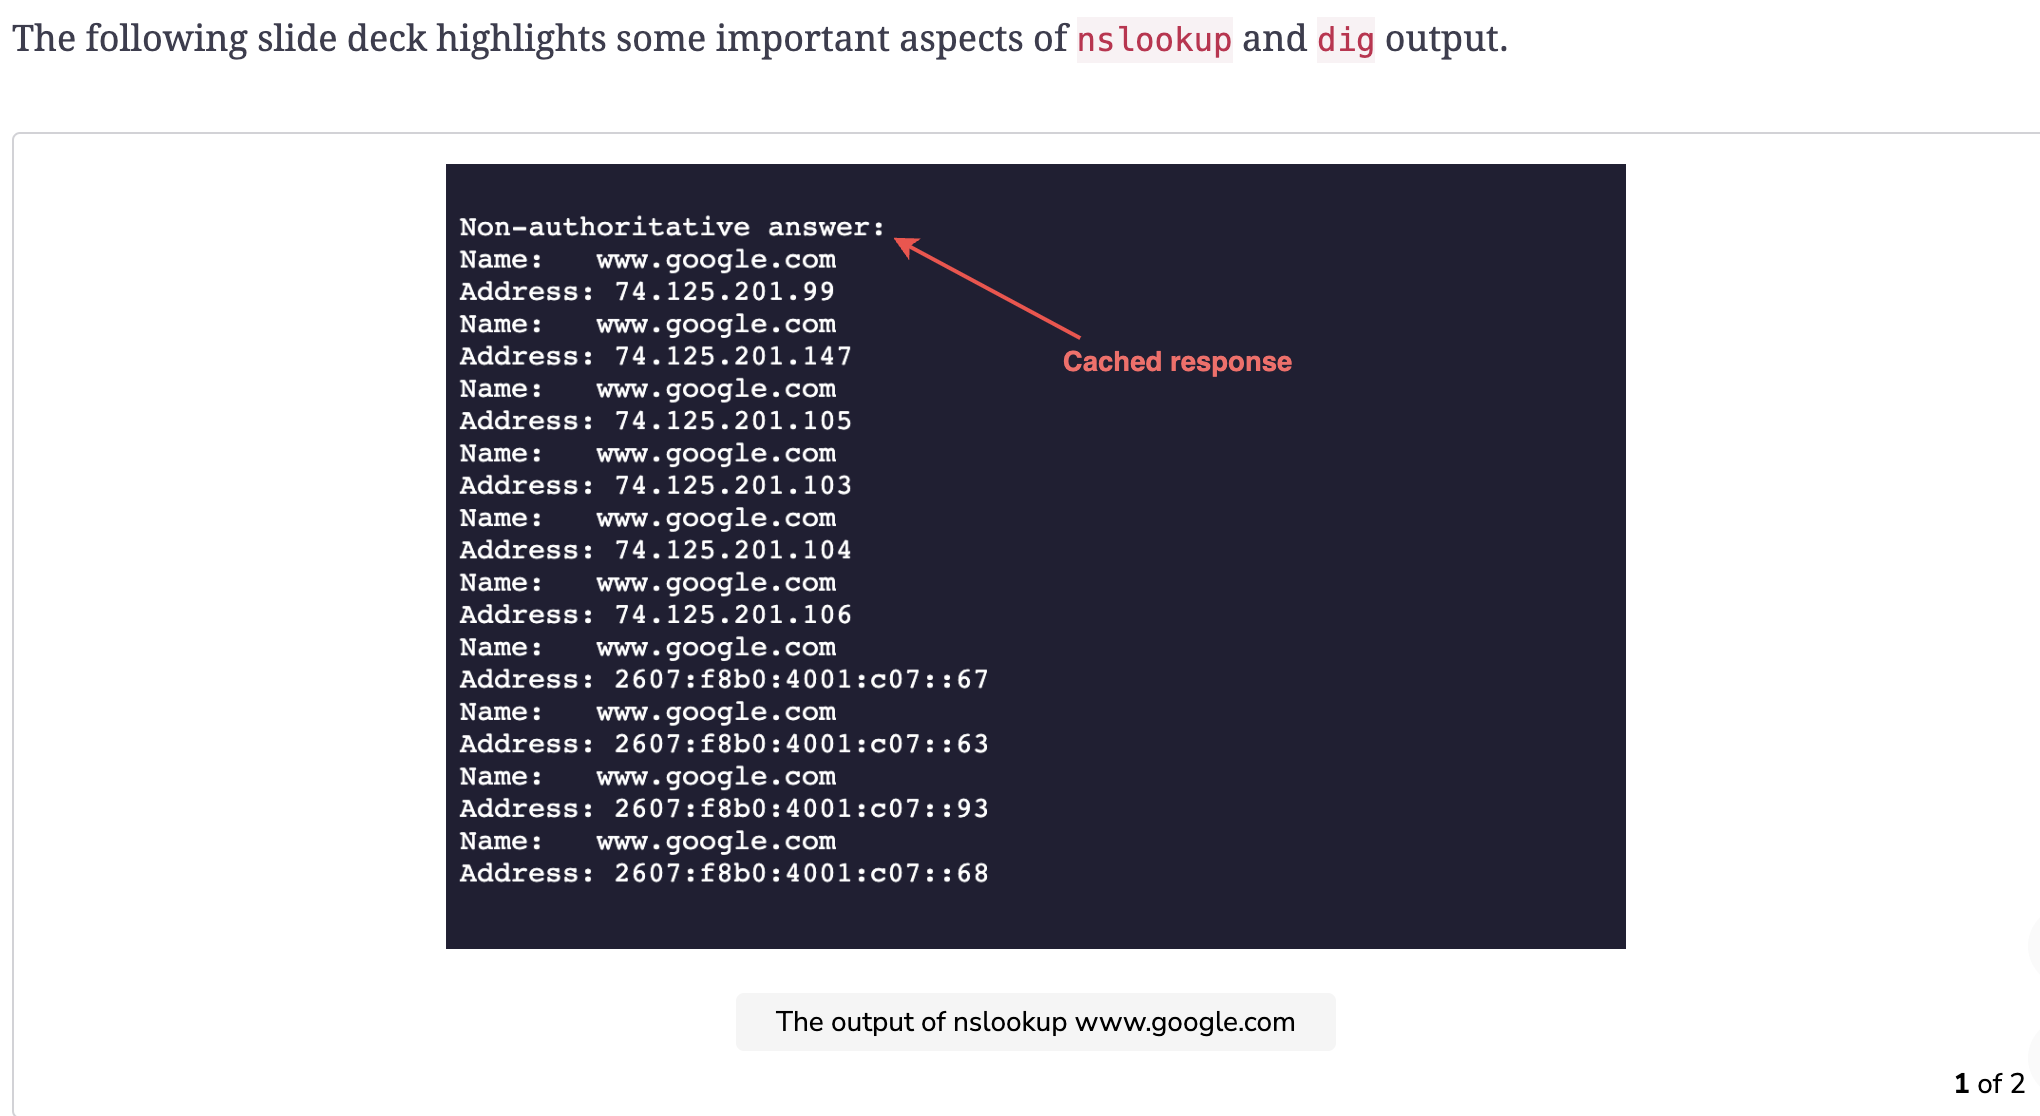 The following slide deck highlights some important aspects of nslookup and dig output.
Non-authoritative answer:
Name: www.google.com
Address: 74.125.201.99
Name: www.google.com
Address: 74.125.201.147
Cached response
Name: www.google.com
Address: 74.125.201.105
Name: www.google.com
Address: 74.125.201.103
Name: www.google.com
Address: 74.125.201.104
Name: www.google.com
Address: 74.125.201.106
Name: www.google.com
Address: 2607:f8b0:4001:c07::67
Name: www.google.com
Address: 2607:f8b0:4001:c07::63
Name: www.google.com
Address: 2607:f8b0:4001:c07::93
Name: www.google.com
Address: 2607:f8b0:4001:c07::68
The output of nslookup www.google.com
1 of 2